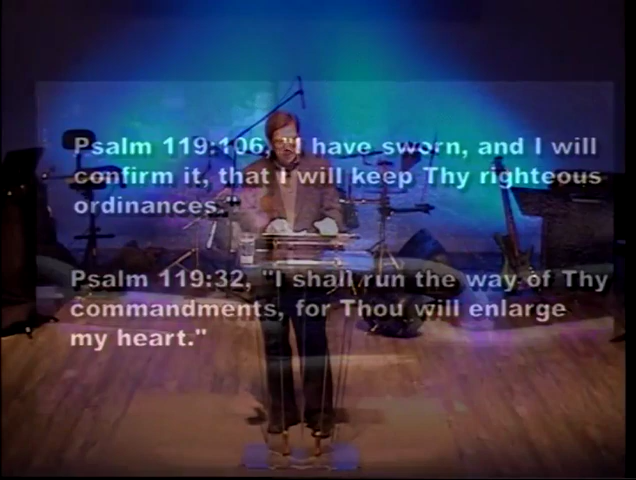 Psalm 119:106, "I have sworn, and I will
confirm it, that I will keep Thy righteous
ordinances."
Psalm 119:32, "I shall run the way of Thy
commandments, for Thou will enlarge
my heart."